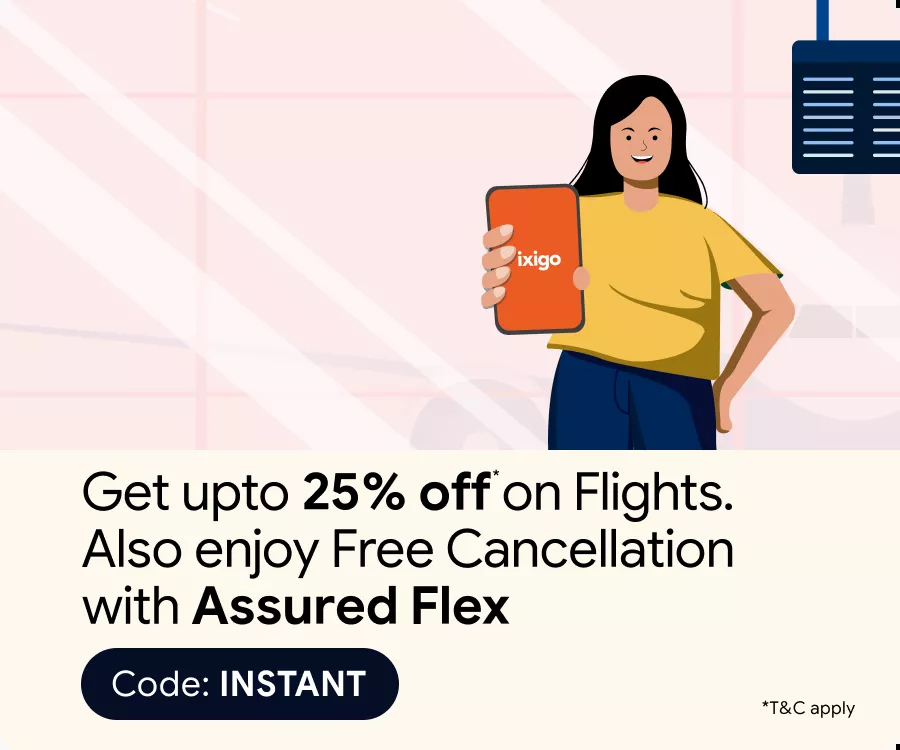 ixigo
Get upto 25% off* on Flights.
Also enjoy Free Cancellation
with Assured Flex
Code: INSTANT
*T&C apply